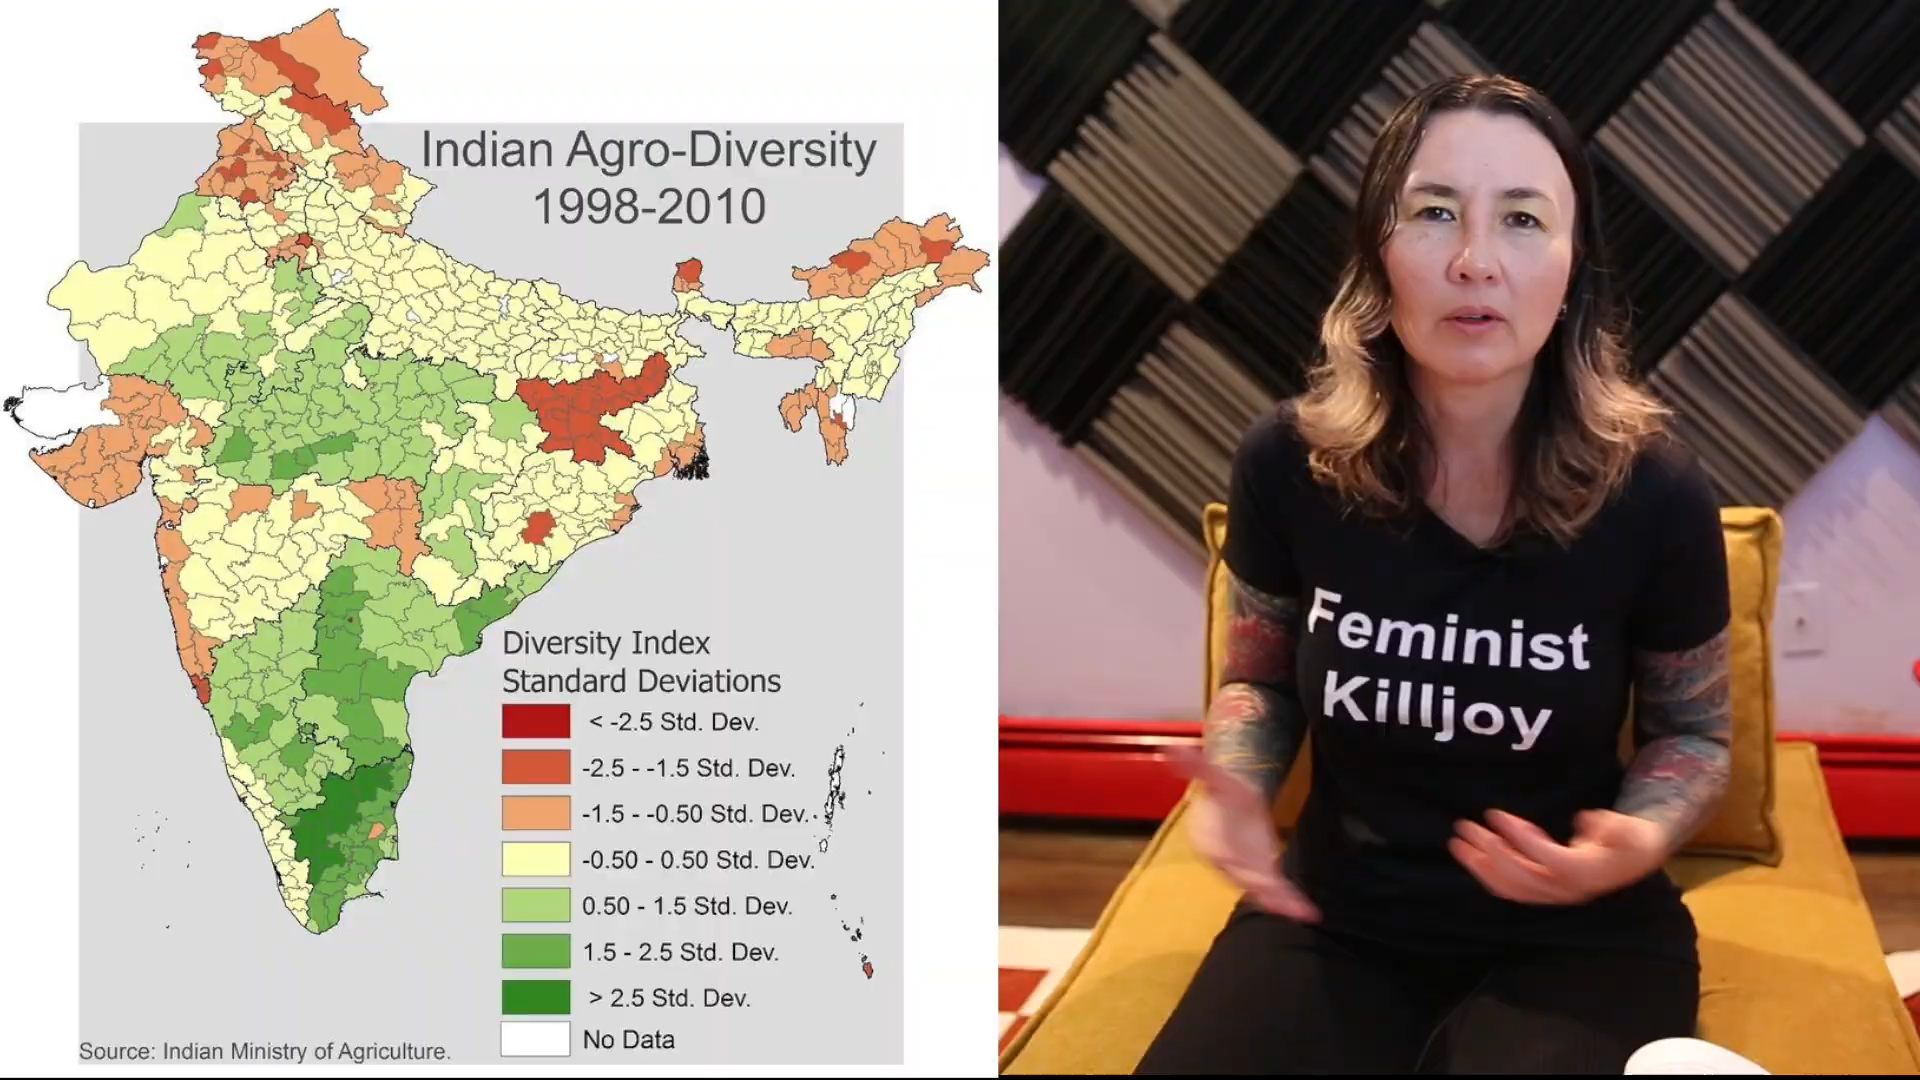 Indian Agro-Diversity
1998-2010
Diversity Index
Standard Deviations
< -2.5 Std. Dev.
-2.5 - -1.5 Std. Dev.
-1.5 - -0.50 Std. Dev.
-0.50 - 0.50 Std. Dev.
0.50 - 1.5 Std. Dev.
1.5 - 2.5 Std. Dev.
> 2.5 Std. Dev.
No Data
Source: Indian Ministry of Agriculture.
Feminist
Killjoy